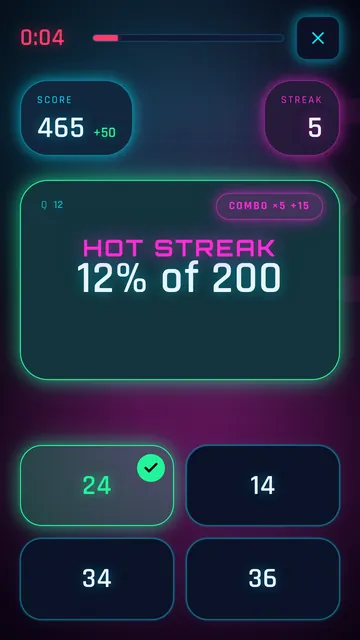 0:04
SCORE
465 +50
STREAK
5
Q 12
COMBO ×5 +15
HOT STREAK
12% of 200
24
14
34
36